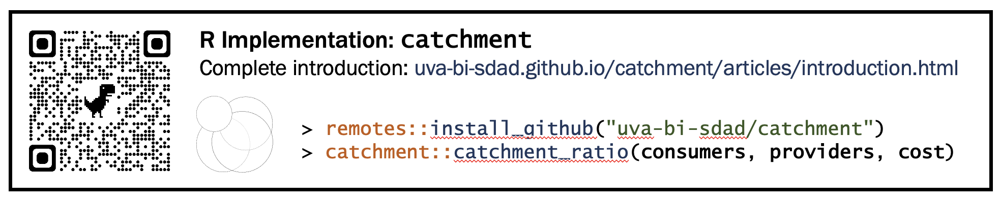 R Implementation: catchment
Complete introduction: uva-bi-sdad.github.io/catchment/articles/introduction.html
> remotes::install_github("uva-bi-sdad/catchment")
> catchment::catchment_ratio(consumers, providers, cost)